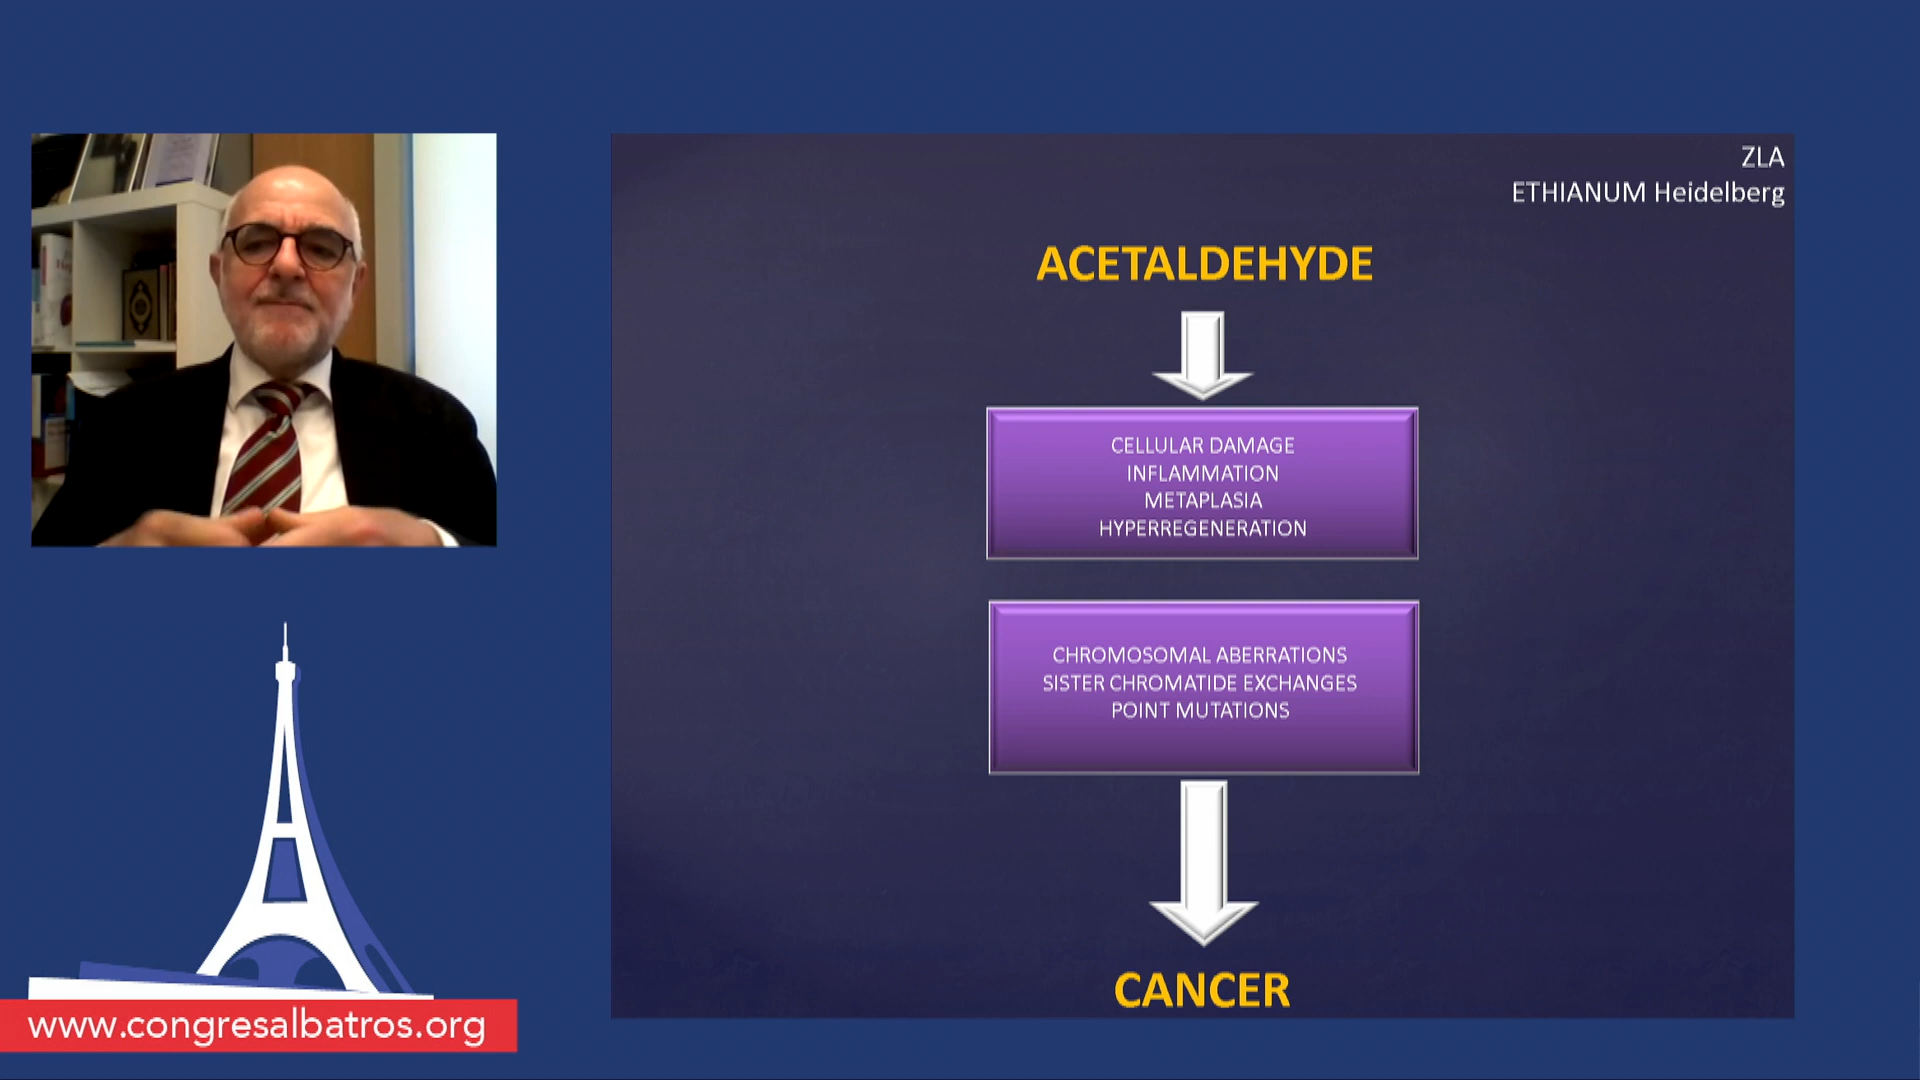 ZLA
ETHIANUM Heidelberg
ACETALDEHYDE
CELLULAR DAMAGE
INFLAMMATION
METAPLASIA
HYPERREGENERATION
CHROMOSOMAL ABERRATIONS
SISTER CHROMATIDE EXCHANGES
POINT MUTATIONS
CANCER
www.congresalbatros.org